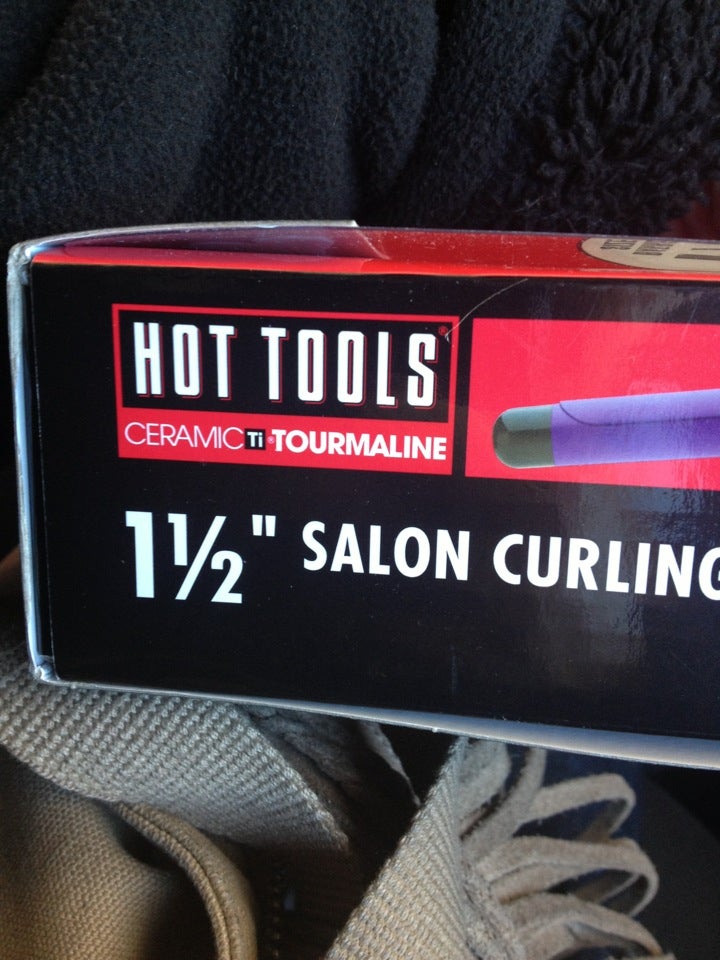 HOT TOOLS®
CERAMIC Ti® TOURMALINE
1½" SALON CURLING